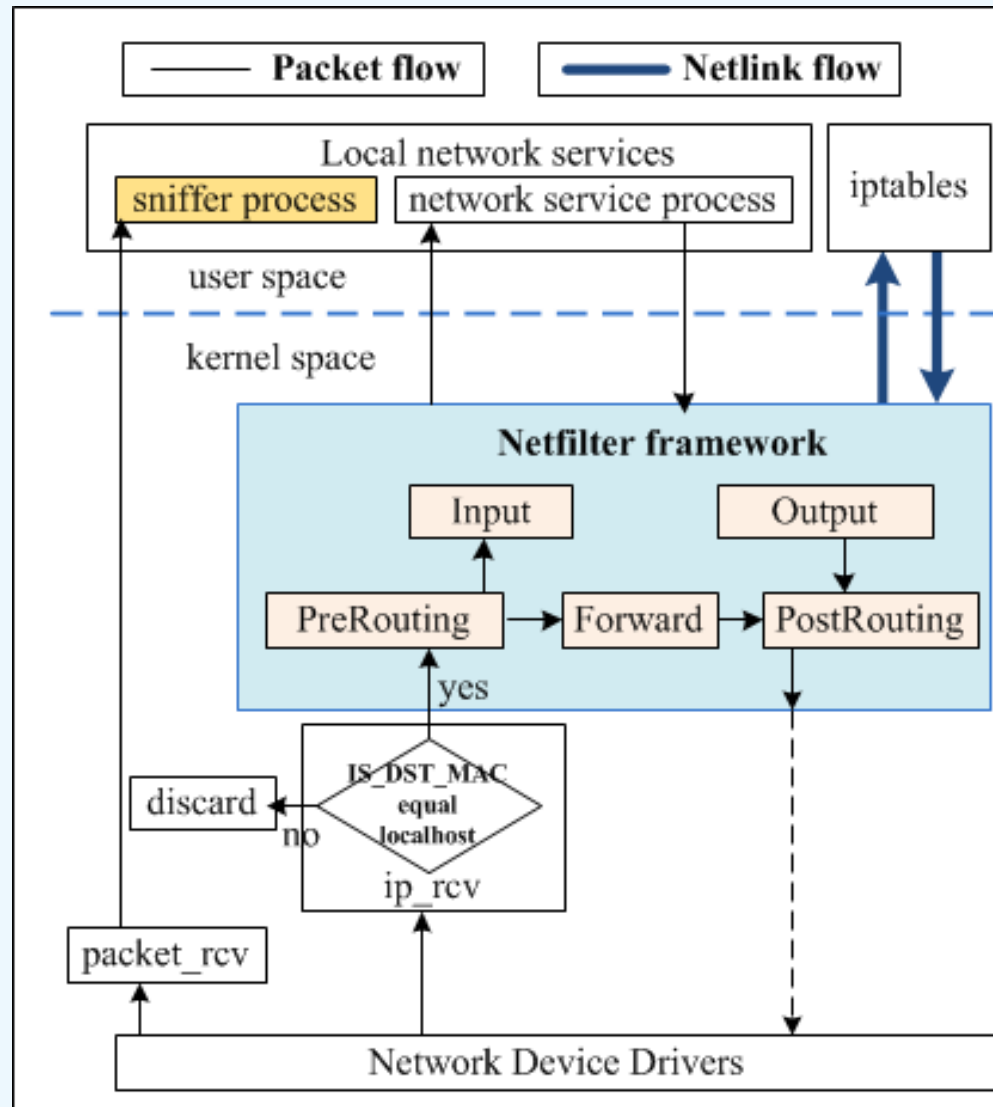 Packet flow
Netlink flow
Local network services
sniffer process
network service process
iptables
user space
kernel space
Netfilter framework
Input
Output
PreRouting
Forward
PostRouting
yes
IS_DST_MAC
equal
localhost
discard
no
ip_rcv
packet_rcv
Network Device Drivers